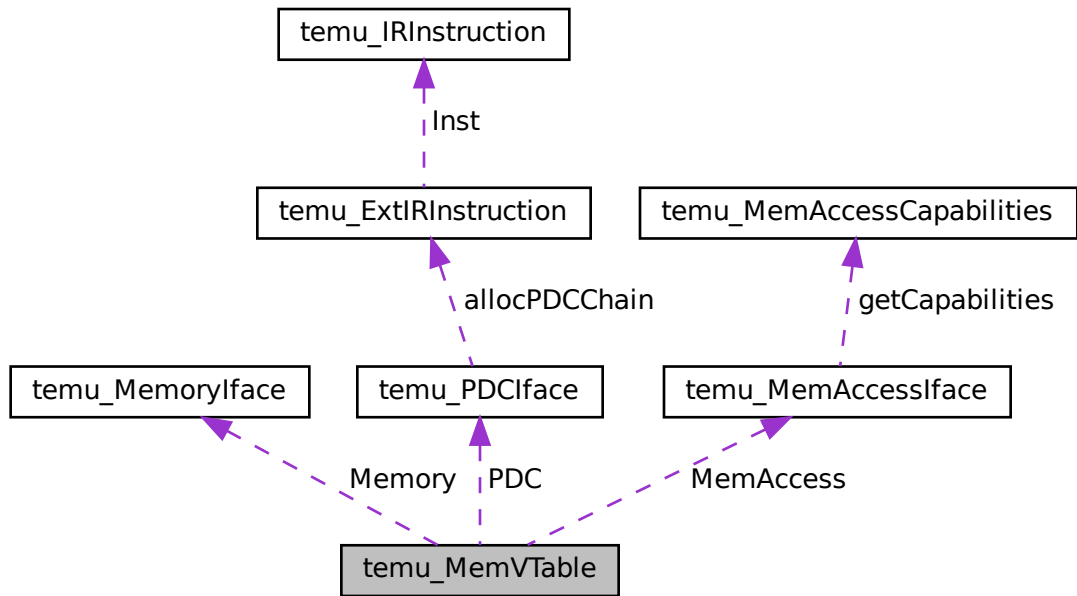 temu_IRInstruction
Inst
temu_ExtIRInstruction
temu_MemAccessCapabilities
allocPDCChain
getCapabilities
temu_MemoryIface
temu_PDCIface
temu_MemAccessIface
Memory
PDC
MemAccess
temu_MemVTable